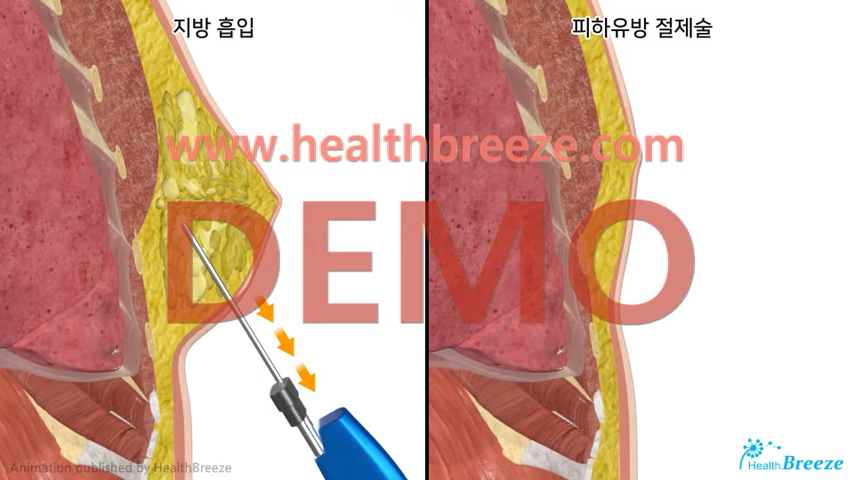 지방 흡입
피하유방 절제술
www.healthbreeze.com
DEMO
Animation published by HealthBreeze
Health Breeze